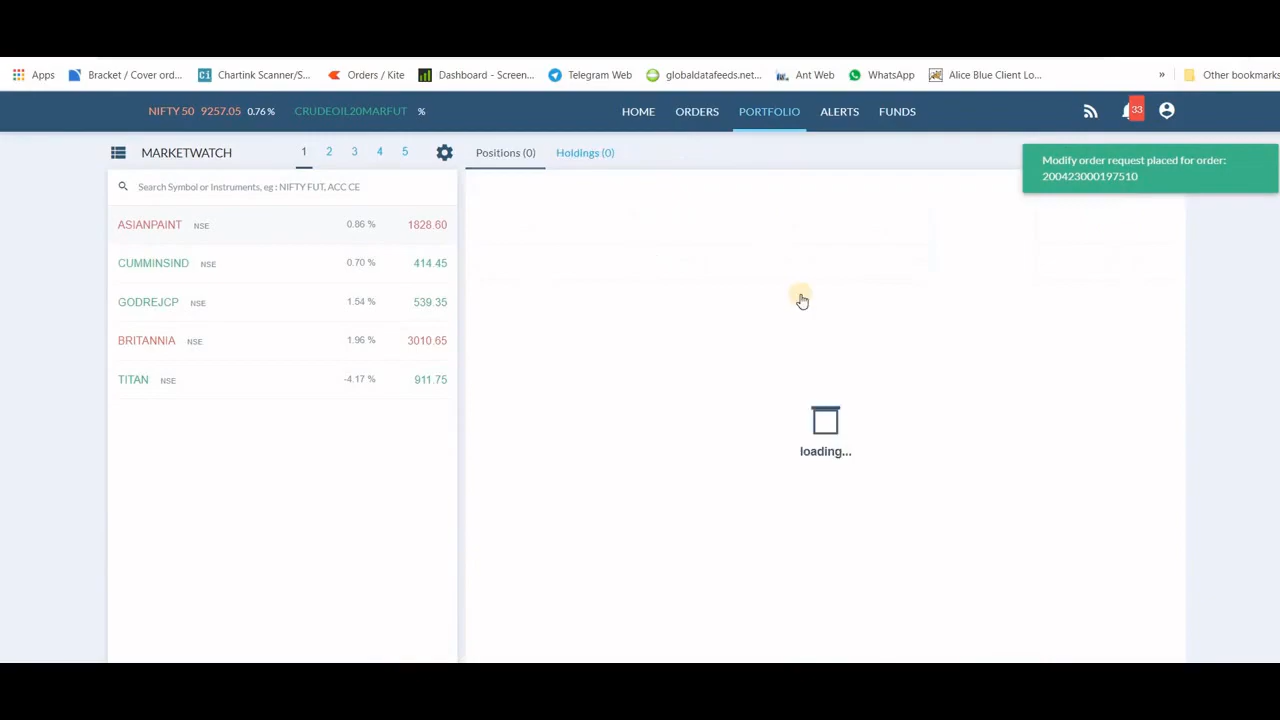 Apps Bracket / Cover ord... Chartink Scanner/S... Orders / Kite Dashboard - Screen... Telegram Web globaldatafeeds.net... Ant Web WhatsApp Alice Blue Client Lo... » Other bookmarks
NIFTY 50 9257.05 0.76 % CRUDEOIL20MARFUT % HOME ORDERS PORTFOLIO ALERTS FUNDS 33
MARKETWATCH 1 2 3 4 5 Positions (0) Holdings (0)
Modify order request placed for order:
200423000197510
Search Symbol or Instruments, eg : NIFTY FUT, ACC CE
ASIANPAINT NSE 0.86 % 1828.60
CUMMINSIND NSE 0.70 % 414.45
GODREJCP NSE 1.54 % 539.35
BRITANNIA NSE 1.96 % 3010.65
TITAN NSE -4.17 % 911.75
loading...